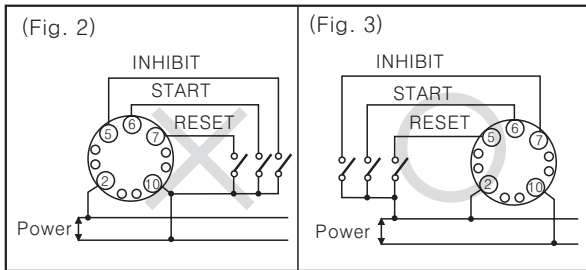 (Fig. 2)
INHIBIT
START
RESET
5
6
7
2
10
Power
(Fig. 3)
INHIBIT
START
RESET
5
6
7
2
10
Power